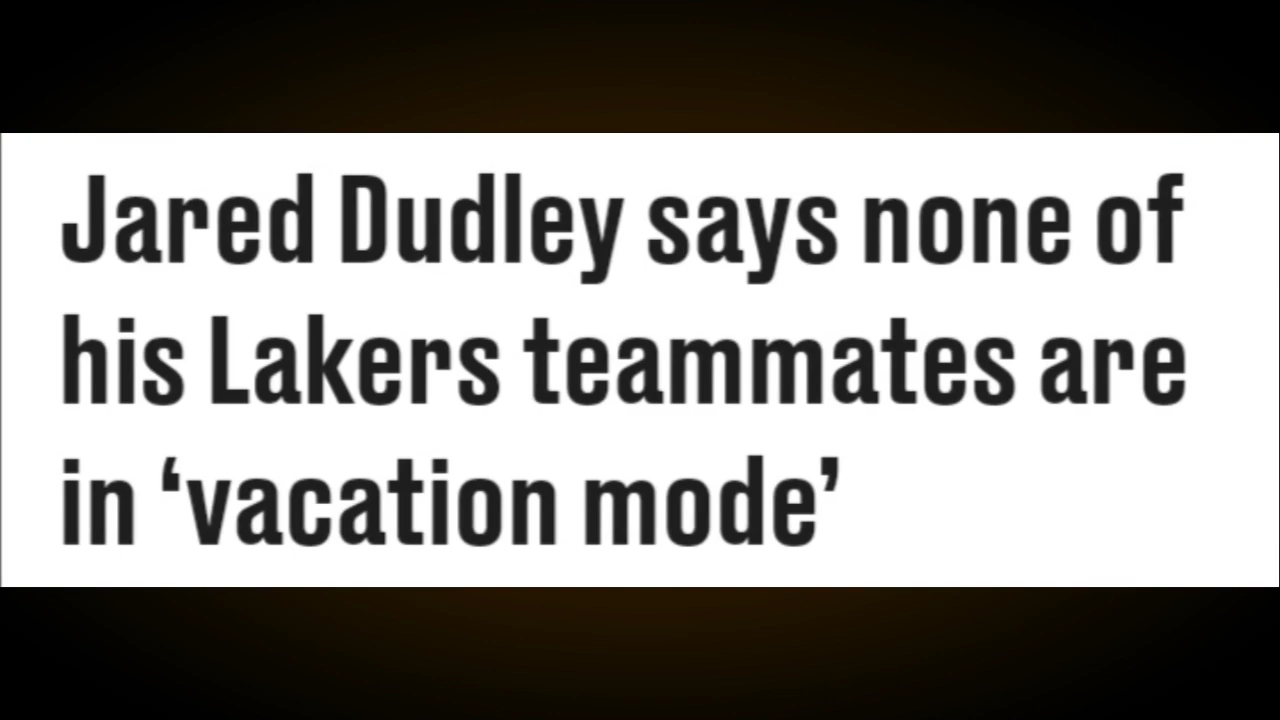 Jared Dudley says none of
his Lakers teammates are
in ‘vacation mode’